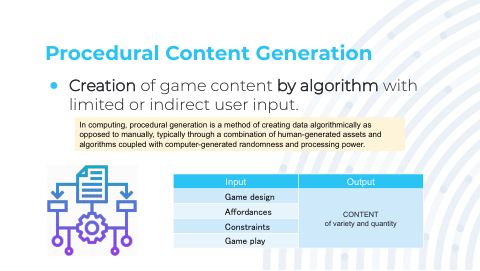 Procedural Content Generation
Creation of game content by algorithm with
limited or indirect user input.
In computing, procedural generation is a method of creating data algorithmically as
opposed to manually, typically through a combination of human-generated assets and
algorithms coupled with computer-generated randomness and processing power.
Input Output
Game design
Affordances
CONTENT
of variety and quantity
Constraints
Game play